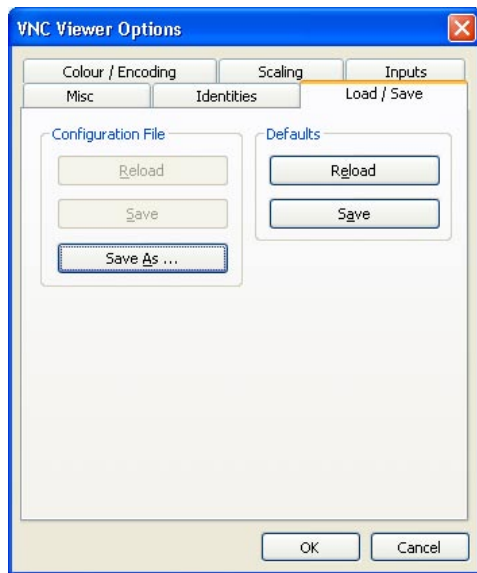 VNC Viewer Options
Colour / Encoding Scaling Inputs
Misc Identities Load / Save
Configuration File
Reload
Save
Save As ...
Defaults
Reload
Save
OK Cancel